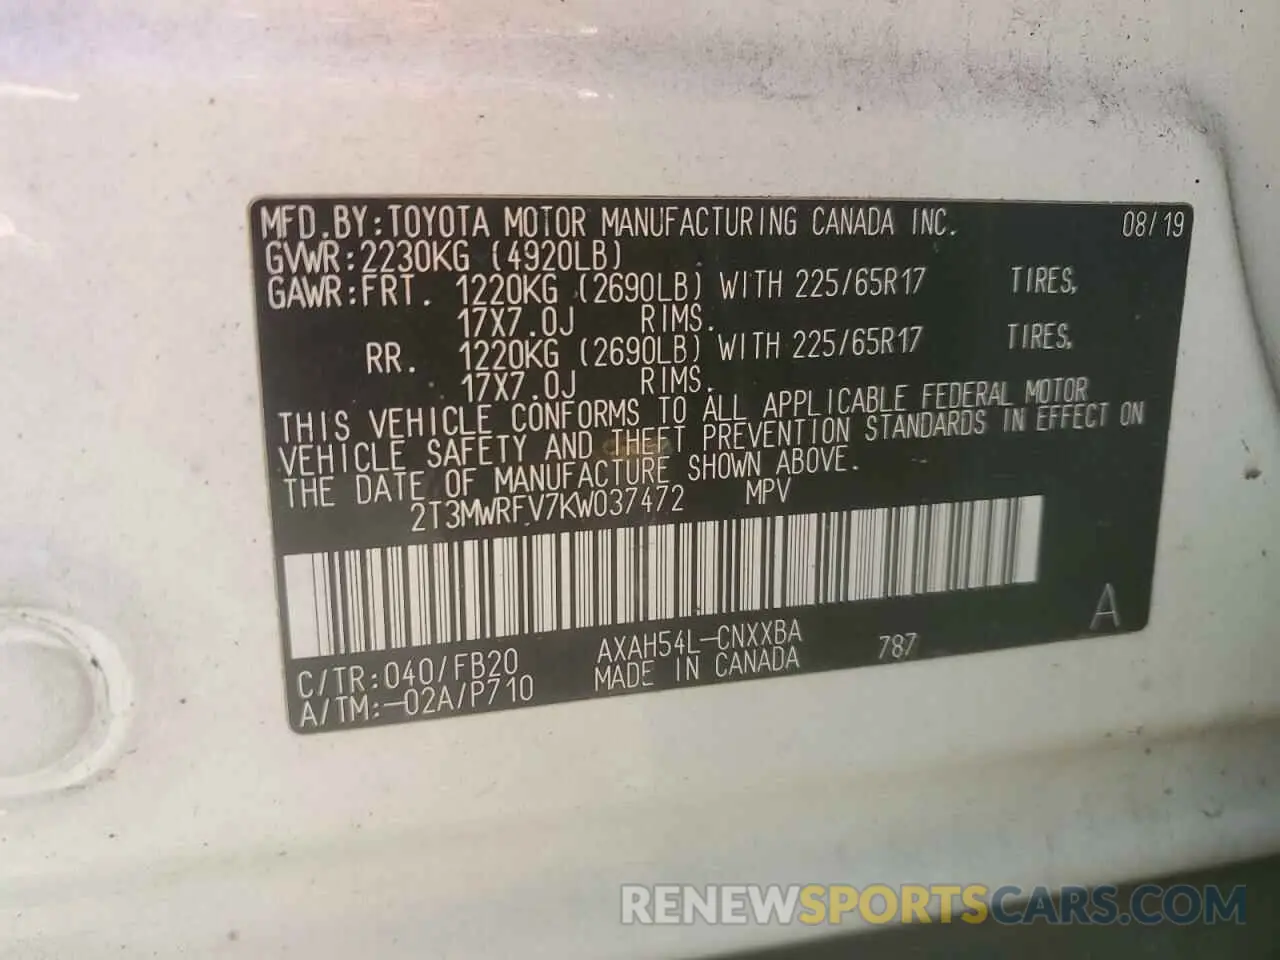 MFD.BY:TOYOTA MOTOR MANUFACTURING CANADA INC. 08/19
GVWR:2230KG (4920LB)
GAWR:FRT. 1220KG (2690LB) WITH 225/65R17 TIRES,
17X7.0J RIMS.
RR. 1220KG (2690LB) WITH 225/65R17 TIRES,
17X7.0J RIMS.
THIS VEHICLE CONFORMS TO ALL APPLICABLE FEDERAL MOTOR
VEHICLE SAFETY AND THEFT PREVENTION STANDARDS IN EFFECT ON
THE DATE OF MANUFACTURE SHOWN ABOVE.
2T3MWRFV7KW037472 MPV
A
C/TR:040/FB20 AXAH54L-CNXXBA 787
A/TM:-02A/P710 MADE IN CANADA
RENEWSPORTSCARS.COM